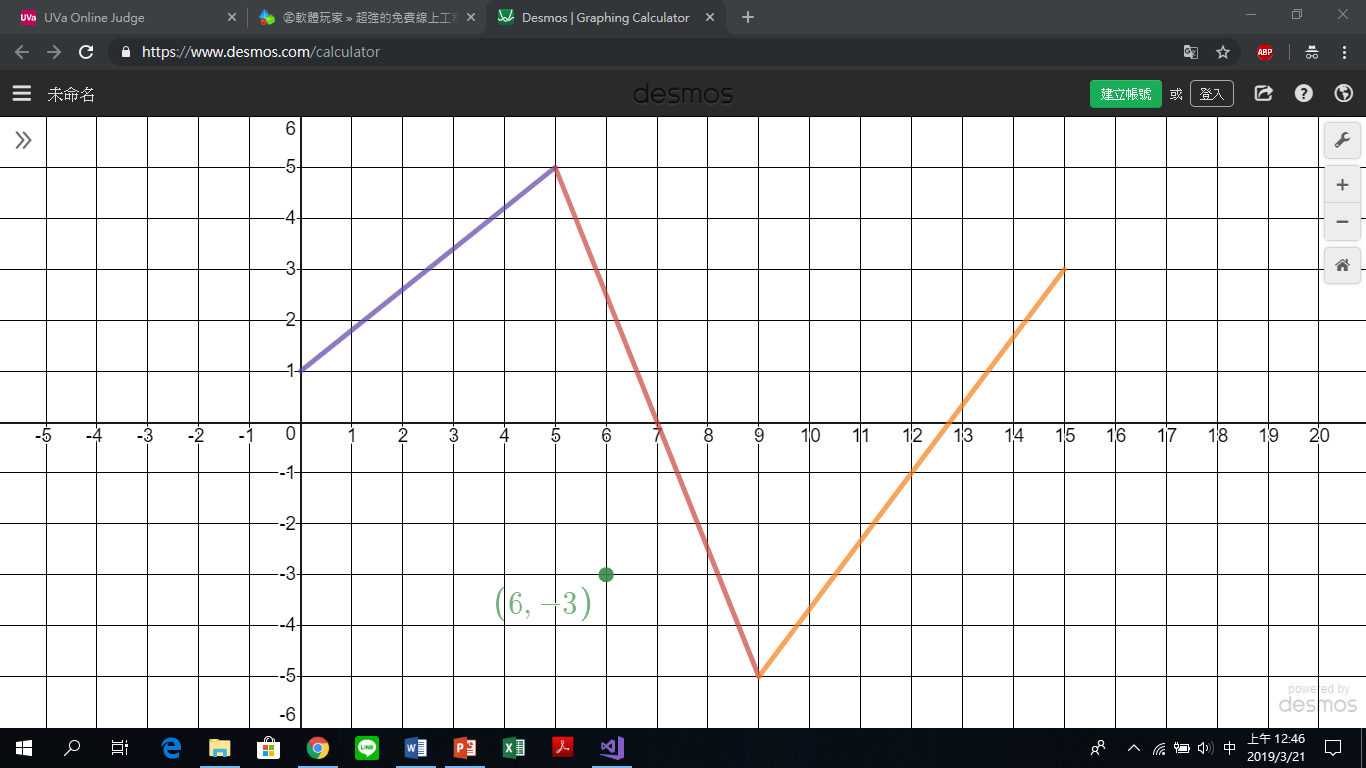 UVa UVa Online Judge
㊣軟體玩家 » 超強的免費線上工
Desmos | Graphing Calculator
https://www.desmos.com/calculator
ABP
未命名
desmos
建立帳號 或 登入
6
5
4
3
2
1
-5 -4 -3 -2 -1 0 1 2 3 4 5 6 7 8 9 10 11 12 13 14 15 16 17 18 19 20
-1
-2
-3
(6, −3)
-4
-5
-6
powered by
desmos
LINE
中
上午 12:46
2019/3/21